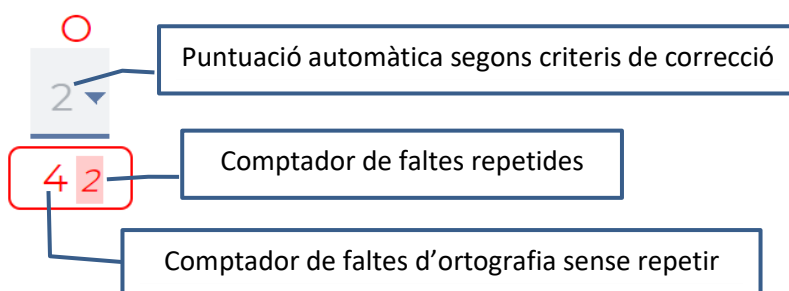 O
Puntuació automàtica segons criteris de correcció
2
Comptador de faltes repetides
4 2
Comptador de faltes d’ortografia sense repetir